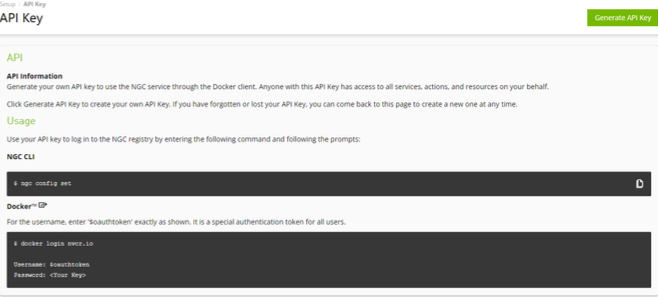 Setup / API Key
API Key
Generate API Key
API
API Information
Generate your own API key to use the NGC service through the Docker client. Anyone with this API Key has access to all services, actions, and resources on your behalf.
Click Generate API Key to create your own API Key. If you have forgotten or lost your API Key, you can come back to this page to create a new one at any time.
Usage
Use your API key to log in to the NGC registry by entering the following command and following the prompts:
NGC CLI
$ ngc config set
Docker™
For the username, enter '$oauthtoken' exactly as shown. It is a special authentication token for all users.
$ docker login nvcr.io
Username: $oauthtoken
Password: <Your Key>